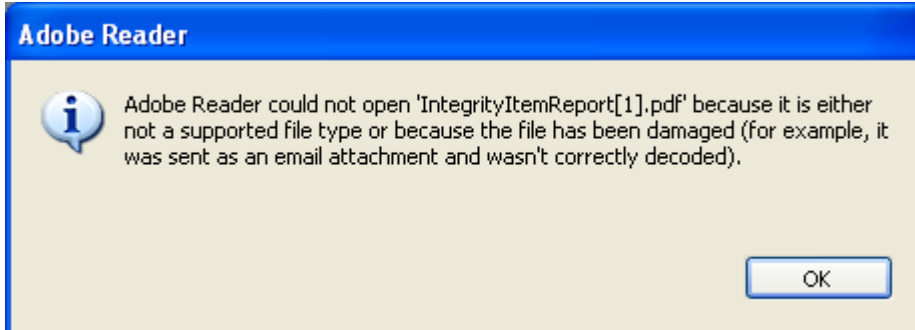 Adobe Reader
Adobe Reader could not open 'IntegrityItemReport[1].pdf' because it is either
not a supported file type or because the file has been damaged (for example, it
was sent as an email attachment and wasn't correctly decoded).
OK